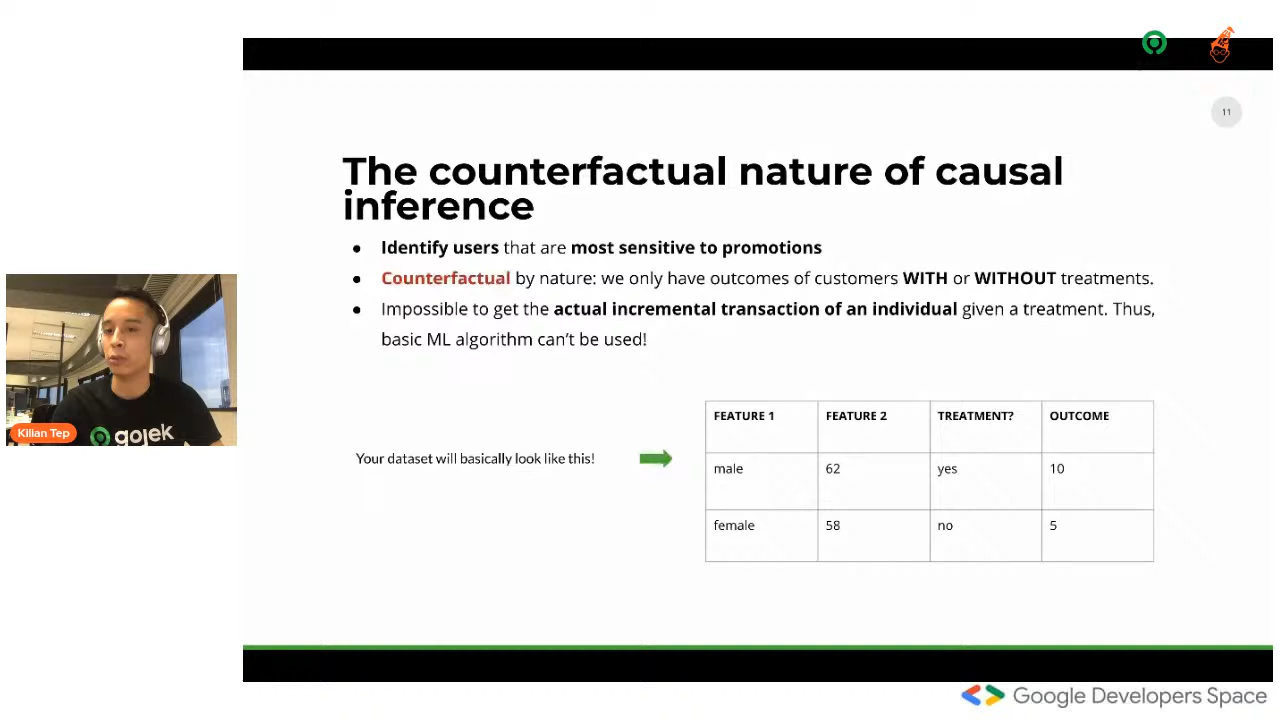 11
The counterfactual nature of causal
inference
● Identify users that are most sensitive to promotions
● Counterfactual by nature: we only have outcomes of customers WITH or WITHOUT treatments.
● Impossible to get the actual incremental transaction of an individual given a treatment. Thus,
basic ML algorithm can't be used!
Your dataset will basically look like this!
FEATURE 1 FEATURE 2 TREATMENT? OUTCOME
male 62 yes 10
female 58 no 5
gojek
Kilian Tep
Google Developers Space